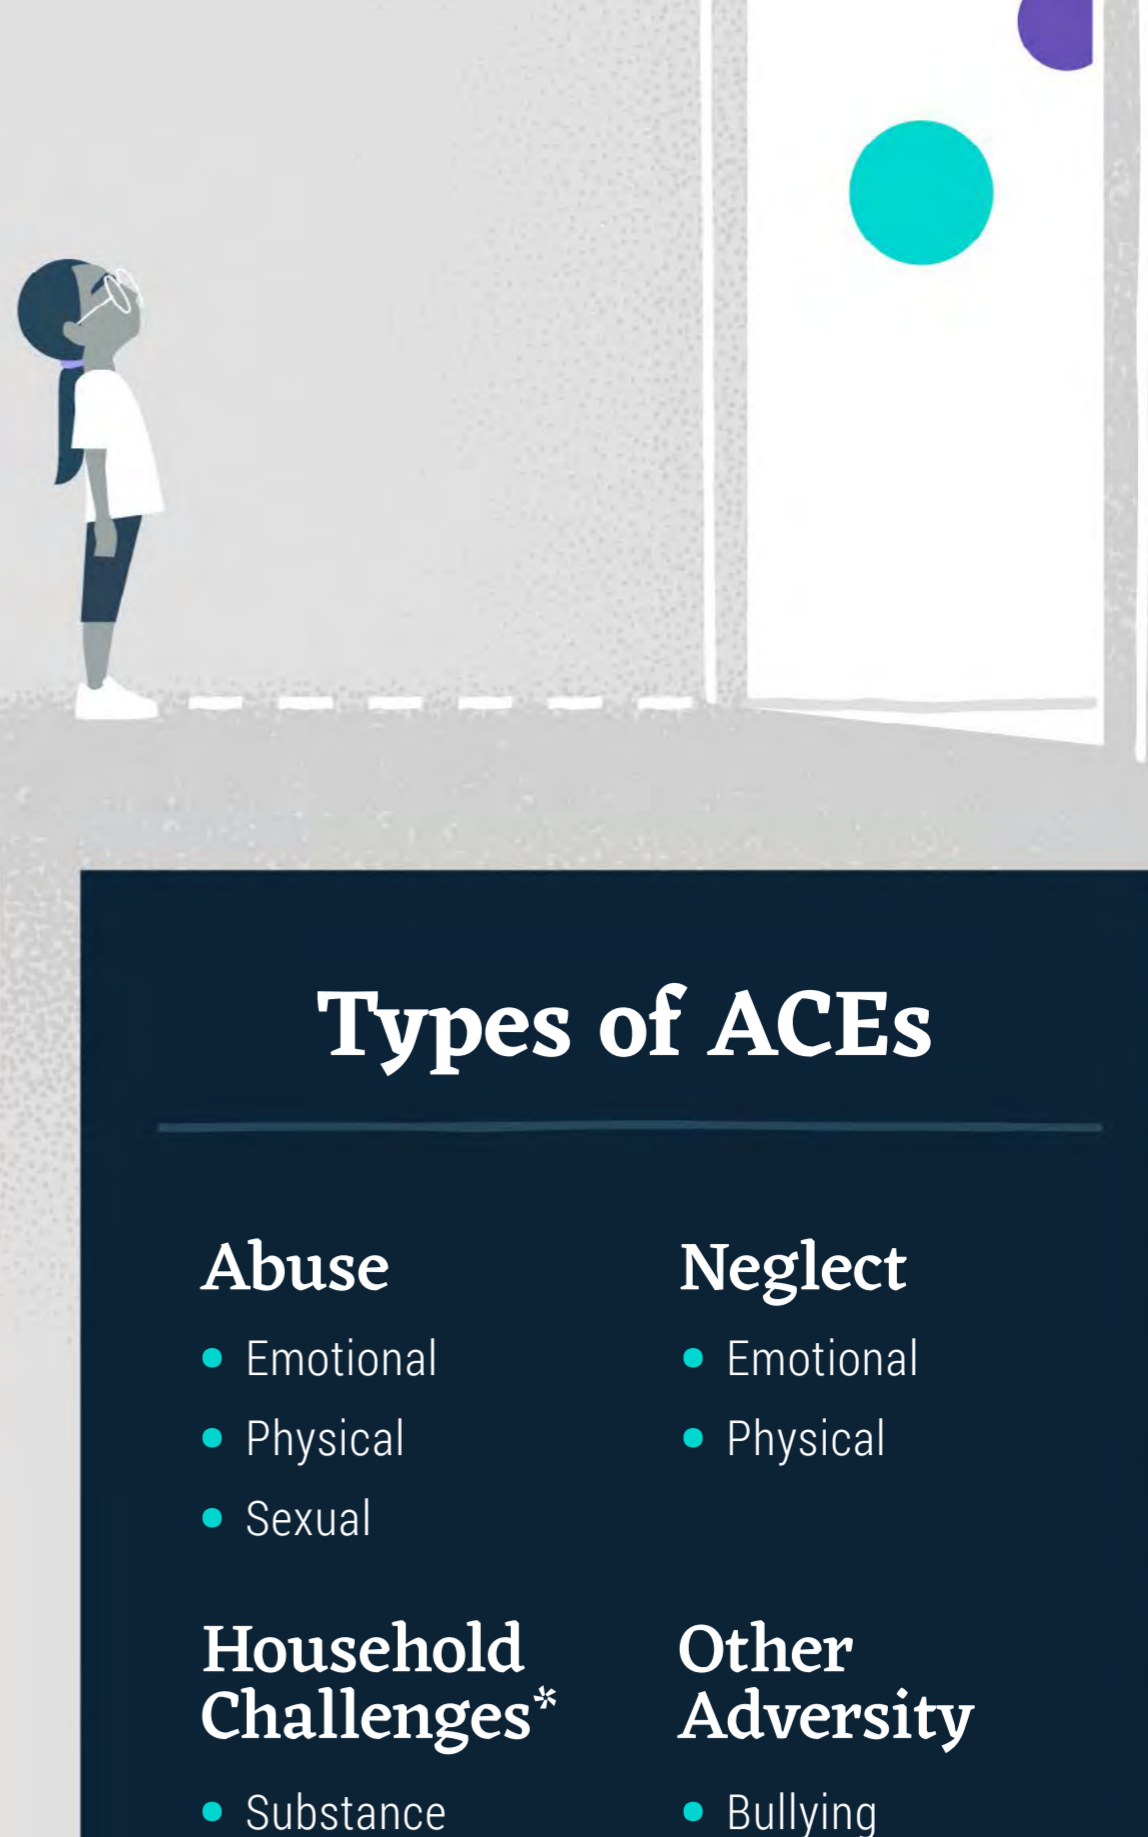 Types of ACEs
Abuse
• Emotional
• Physical
• Sexual
Neglect
• Emotional
• Physical
Household
Challenges*
• Substance
Other
Adversity
• Bullying